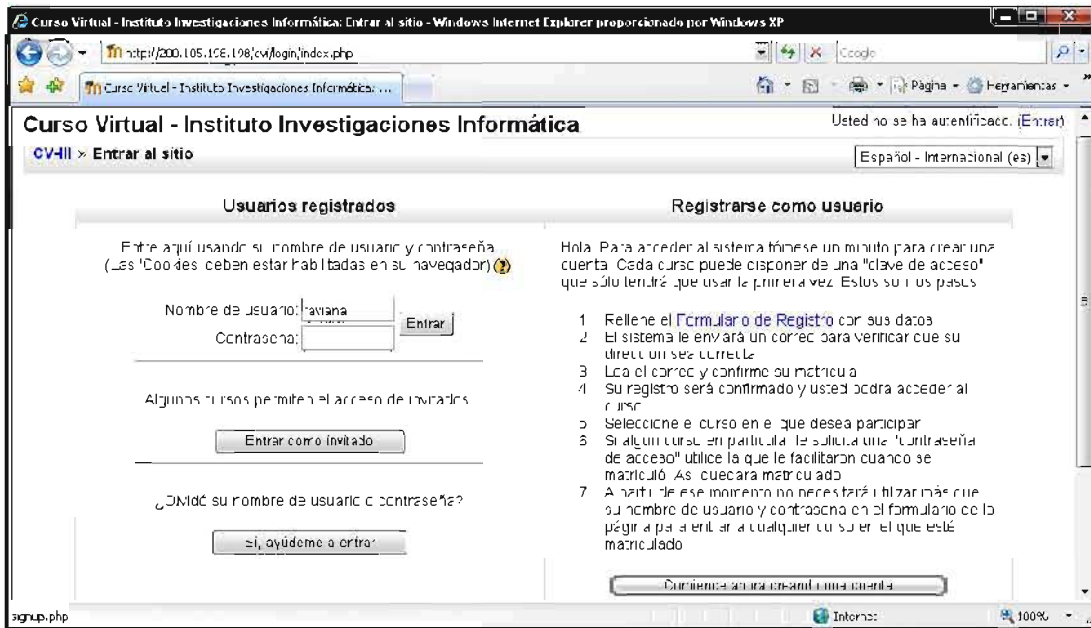 Curso Virtual - Instituto Investigaciones Informática: Entrar al sitio - Windows Internet Explorer proporcionado por Windows XP
http://200.105.198.198/cvi/login/index.php
Google
Curso Virtual - Instituto Investigaciones Informática: ...
Página
Herramientas
Curso Virtual - Instituto Investigaciones Informática
Usted no se ha autentificado. (Entrar)
CV-III » Entrar al sitio
Español - Internacional (es)
Usuarios registrados
Entre aquí usando su nombre de usuario y contraseña
(Las 'Cookies' deben estar habilitadas en su navegador)
Nombre de usuario:
Contraseña:
Entrar
Algunos cursos permiten el acceso de invitados
Entrar como invitado
¿Olvidó su nombre de usuario o contraseña?
Sí, ayúdeme a entrar
Registrarse como usuario
Hola. Para acceder al sistema tómese un minuto para crear una
cuenta. Cada curso puede disponer de una "clave de acceso"
que sólo tendrá que usar la primera vez. Estos son los pasos
1 Rellene el Formulario de Registro con sus datos
2 El sistema le enviará un correo para verificar que su
dirección sea correcta
3 Lea el correo y confirme su matrícula
4 Su registro será confirmado y usted podrá acceder al
curso
5 Seleccione el curso en el que desea participar
6 Si algún curso en particular le solicita una "contraseña
de acceso" utilice la que le facilitaron cuando se
matriculó. Así quedará matriculado
7 A partir de ese momento no necesitará utilizar más que
su nombre de usuario y contraseña en el formulario de la
página para entrar a cualquier curso en el que esté
matriculado
Comience ahora creando una cuenta
signup.php
Internet
100%